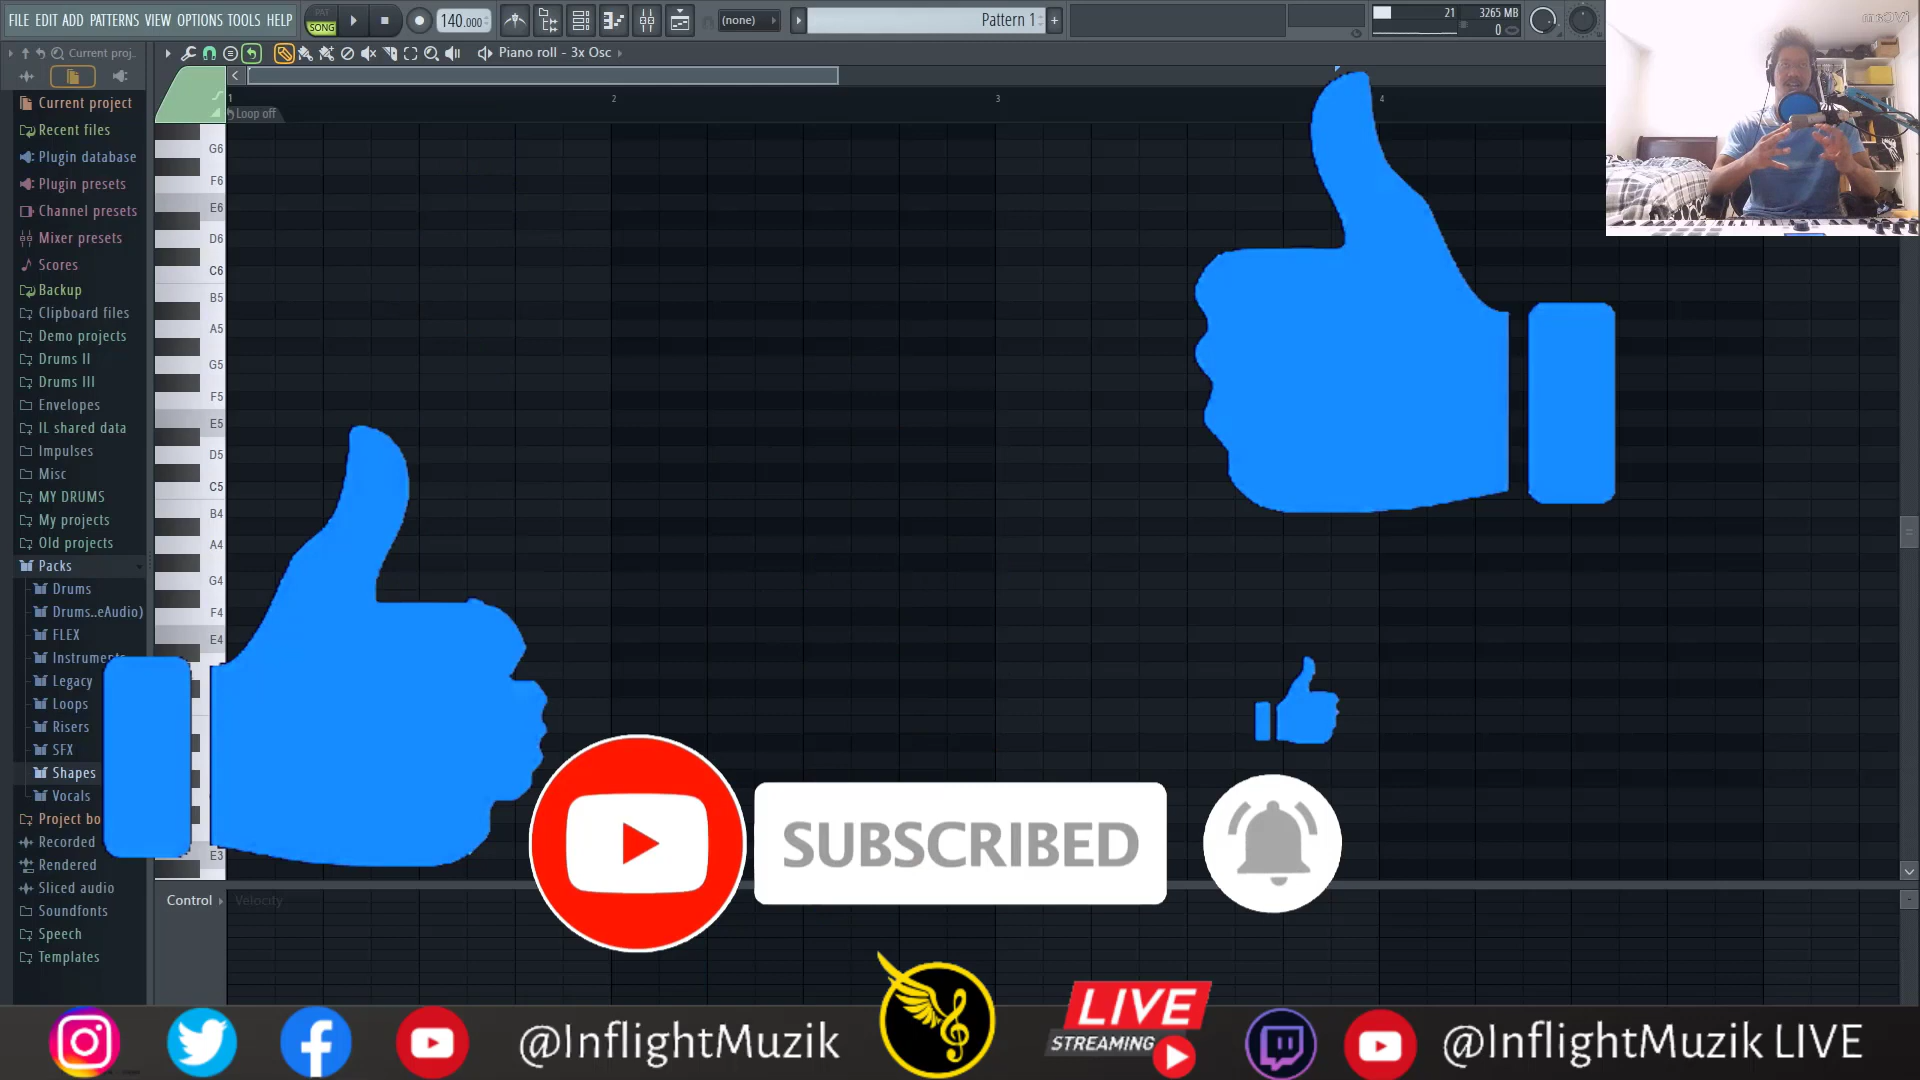 FILE EDIT ADD PATTERNS VIEW OPTIONS TOOLS HELP
PAT
SONG
140.000
(none)
Pattern 1
21
3265 MB
0
Current proj..
Piano roll - 3x Osc
1
2
3
4
Loop off
Current project
Recent files
Plugin database
Plugin presets
Channel presets
Mixer presets
Scores
Backup
Clipboard files
Demo projects
Drums II
Drums III
Envelopes
IL shared data
Impulses
Misc
MY DRUMS
My projects
Old projects
Packs
Drums
Drums..eAudio)
FLEX
Instruments
Legacy
Loops
Risers
SFX
Shapes
Vocals
Project bo
Recorded
Rendered
Sliced audio
Soundfonts
Speech
Templates
G6
F6
E6
D6
C6
B5
A5
G5
F5
E5
D5
C5
B4
A4
G4
F4
E4
E3
Control
Velocity
SUBSCRIBED
@InflightMuzik
LIVE
STREAMING
@InflightMuzik LIVE